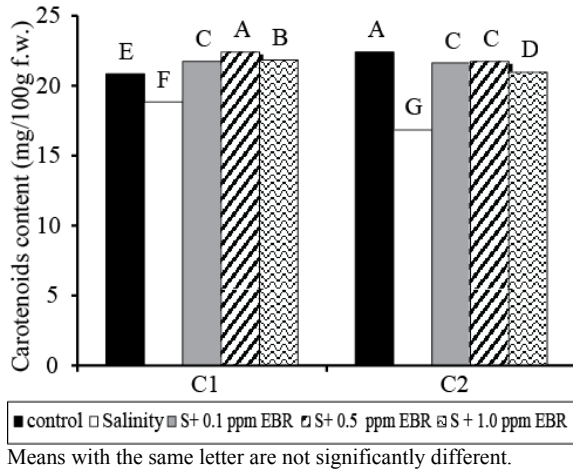 Carotenoids content (mg/100g f.w.)
25
20
15
10
5
0
E
F
C
A
B
A
G
C
C
D
C1
C2
control Salinity S+ 0.1 ppm EBR S+ 0.5 ppm EBR S + 1.0 ppm EBR
Means with the same letter are not significantly different.